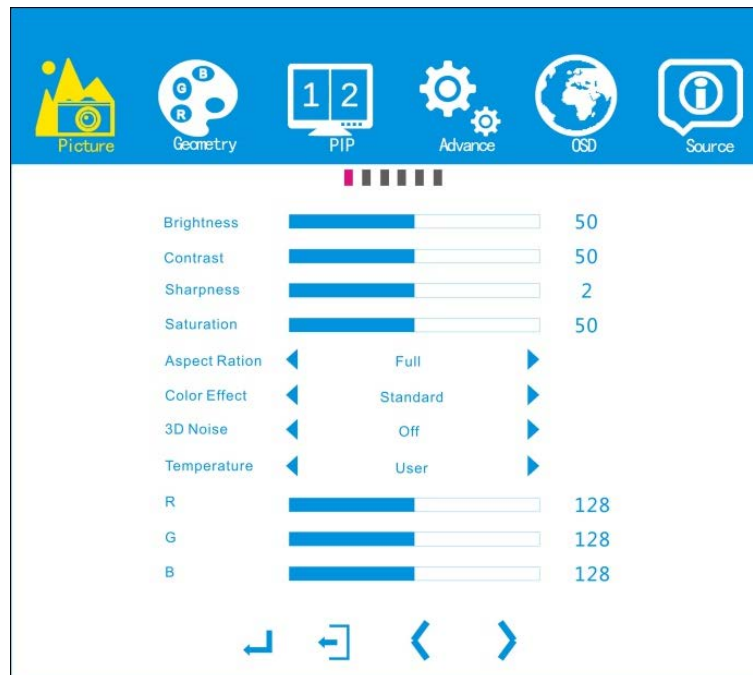 B
G
R
1 2
Picture Geometry PIP Advance OSD Source
Brightness 50
Contrast 50
Sharpness 2
Saturation 50
Aspect Ration Full
Color Effect Standard
3D Noise Off
Temperature User
R 128
G 128
B 128